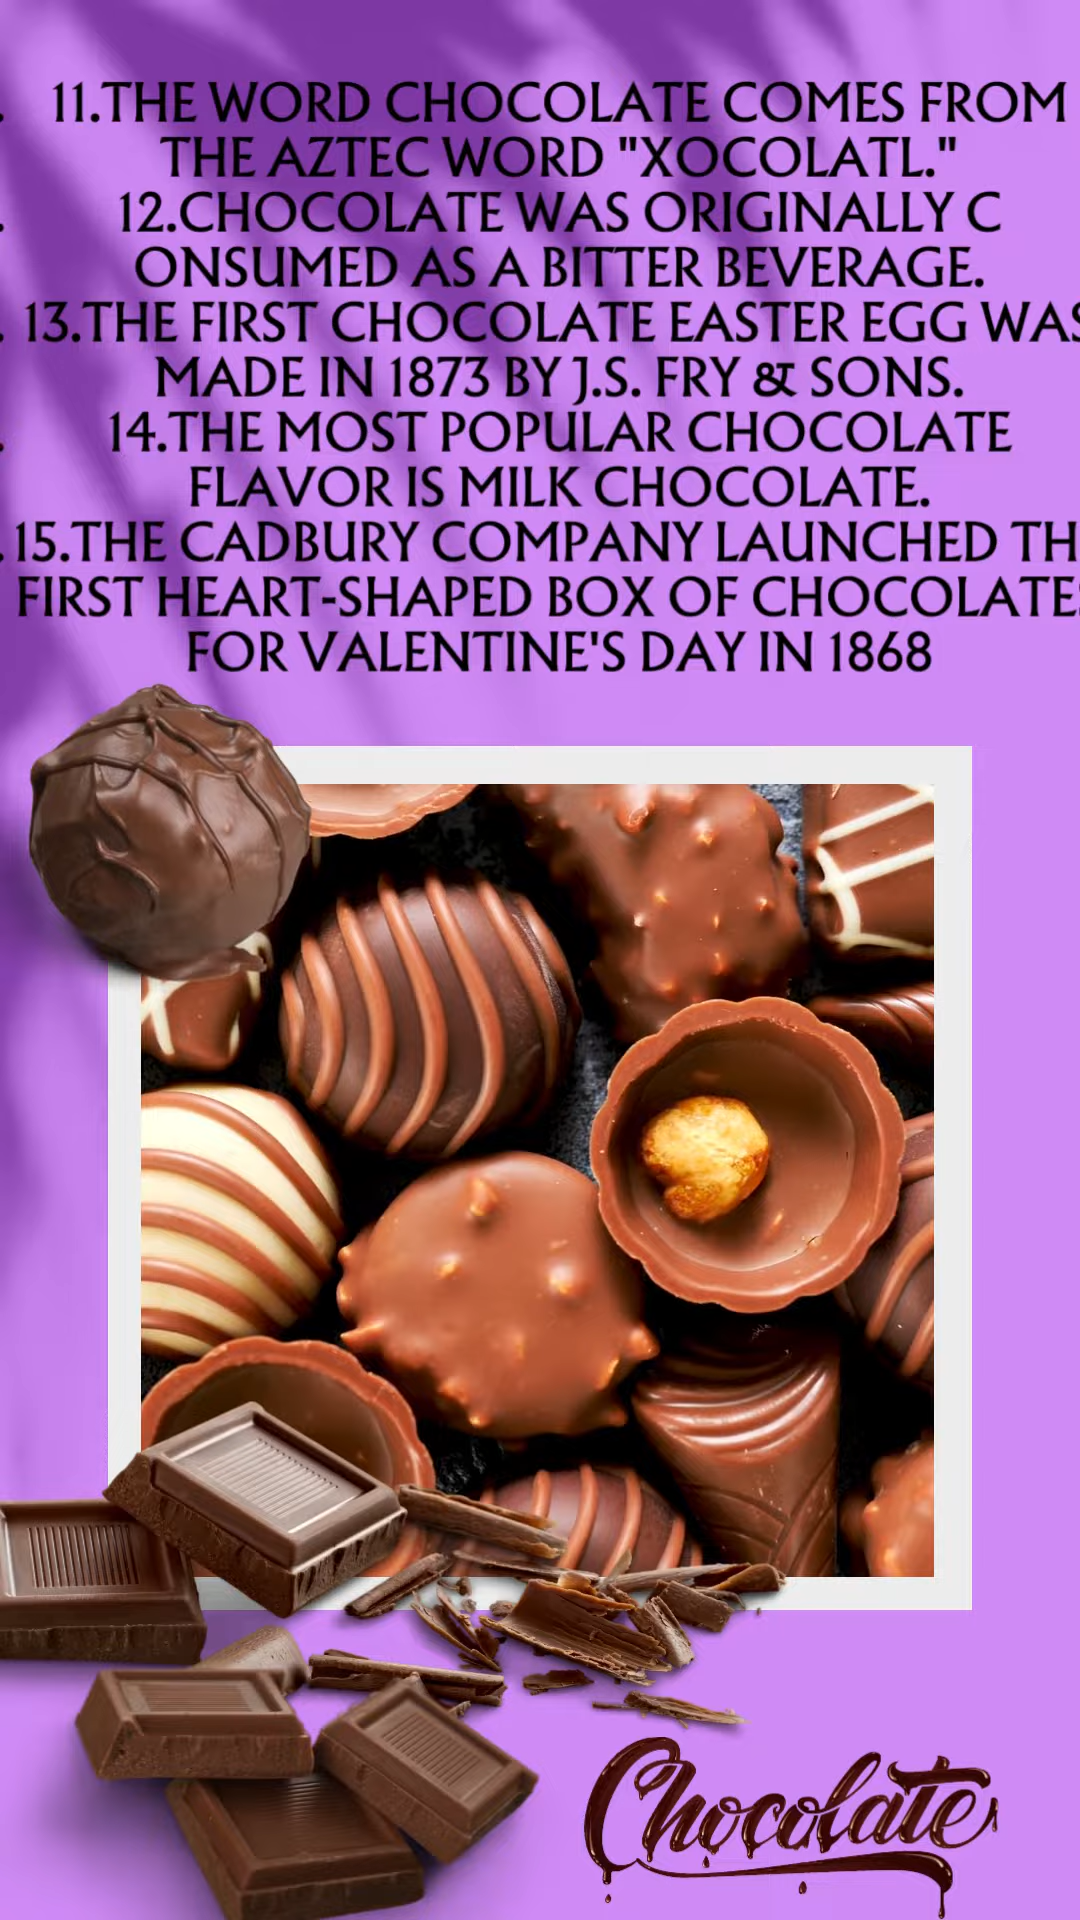 11.THE WORD CHOCOLATE COMES FROM
THE AZTEC WORD "XOCOLATL."
12.CHOCOLATE WAS ORIGINALLY C
ONSUMED AS A BITTER BEVERAGE.
13.THE FIRST CHOCOLATE EASTER EGG WAS
MADE IN 1873 BY J.S. FRY & SONS.
14.THE MOST POPULAR CHOCOLATE
FLAVOR IS MILK CHOCOLATE.
15.THE CADBURY COMPANY LAUNCHED TH
FIRST HEART-SHAPED BOX OF CHOCOLATES
FOR VALENTINE'S DAY IN 1868
Chocolate